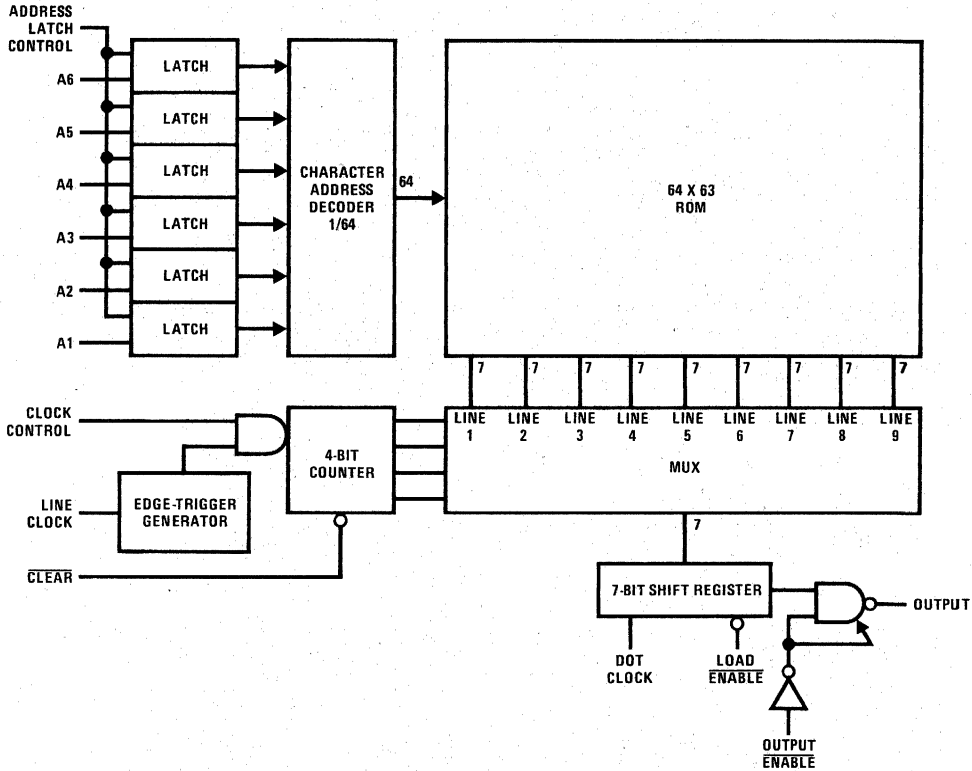 ADDRESS
LATCH
CONTROL
A6
A5
A4
A3
A2
A1
LATCH
LATCH
LATCH
LATCH
LATCH
LATCH
CHARACTER
ADDRESS
DECODER
1/64
64
64 X 63
ROM
7 7 7 7 7 7 7 7 7
LINE LINE LINE LINE LINE LINE LINE LINE LINE
1 2 3 4 5 6 7 8 9
MUX
CLOCK
CONTROL
4-BIT
COUNTER
LINE
CLOCK
EDGE-TRIGGER
GENERATOR
CLEAR
7
7-BIT SHIFT REGISTER
OUTPUT
DOT
CLOCK
LOAD
ENABLE
OUTPUT
ENABLE